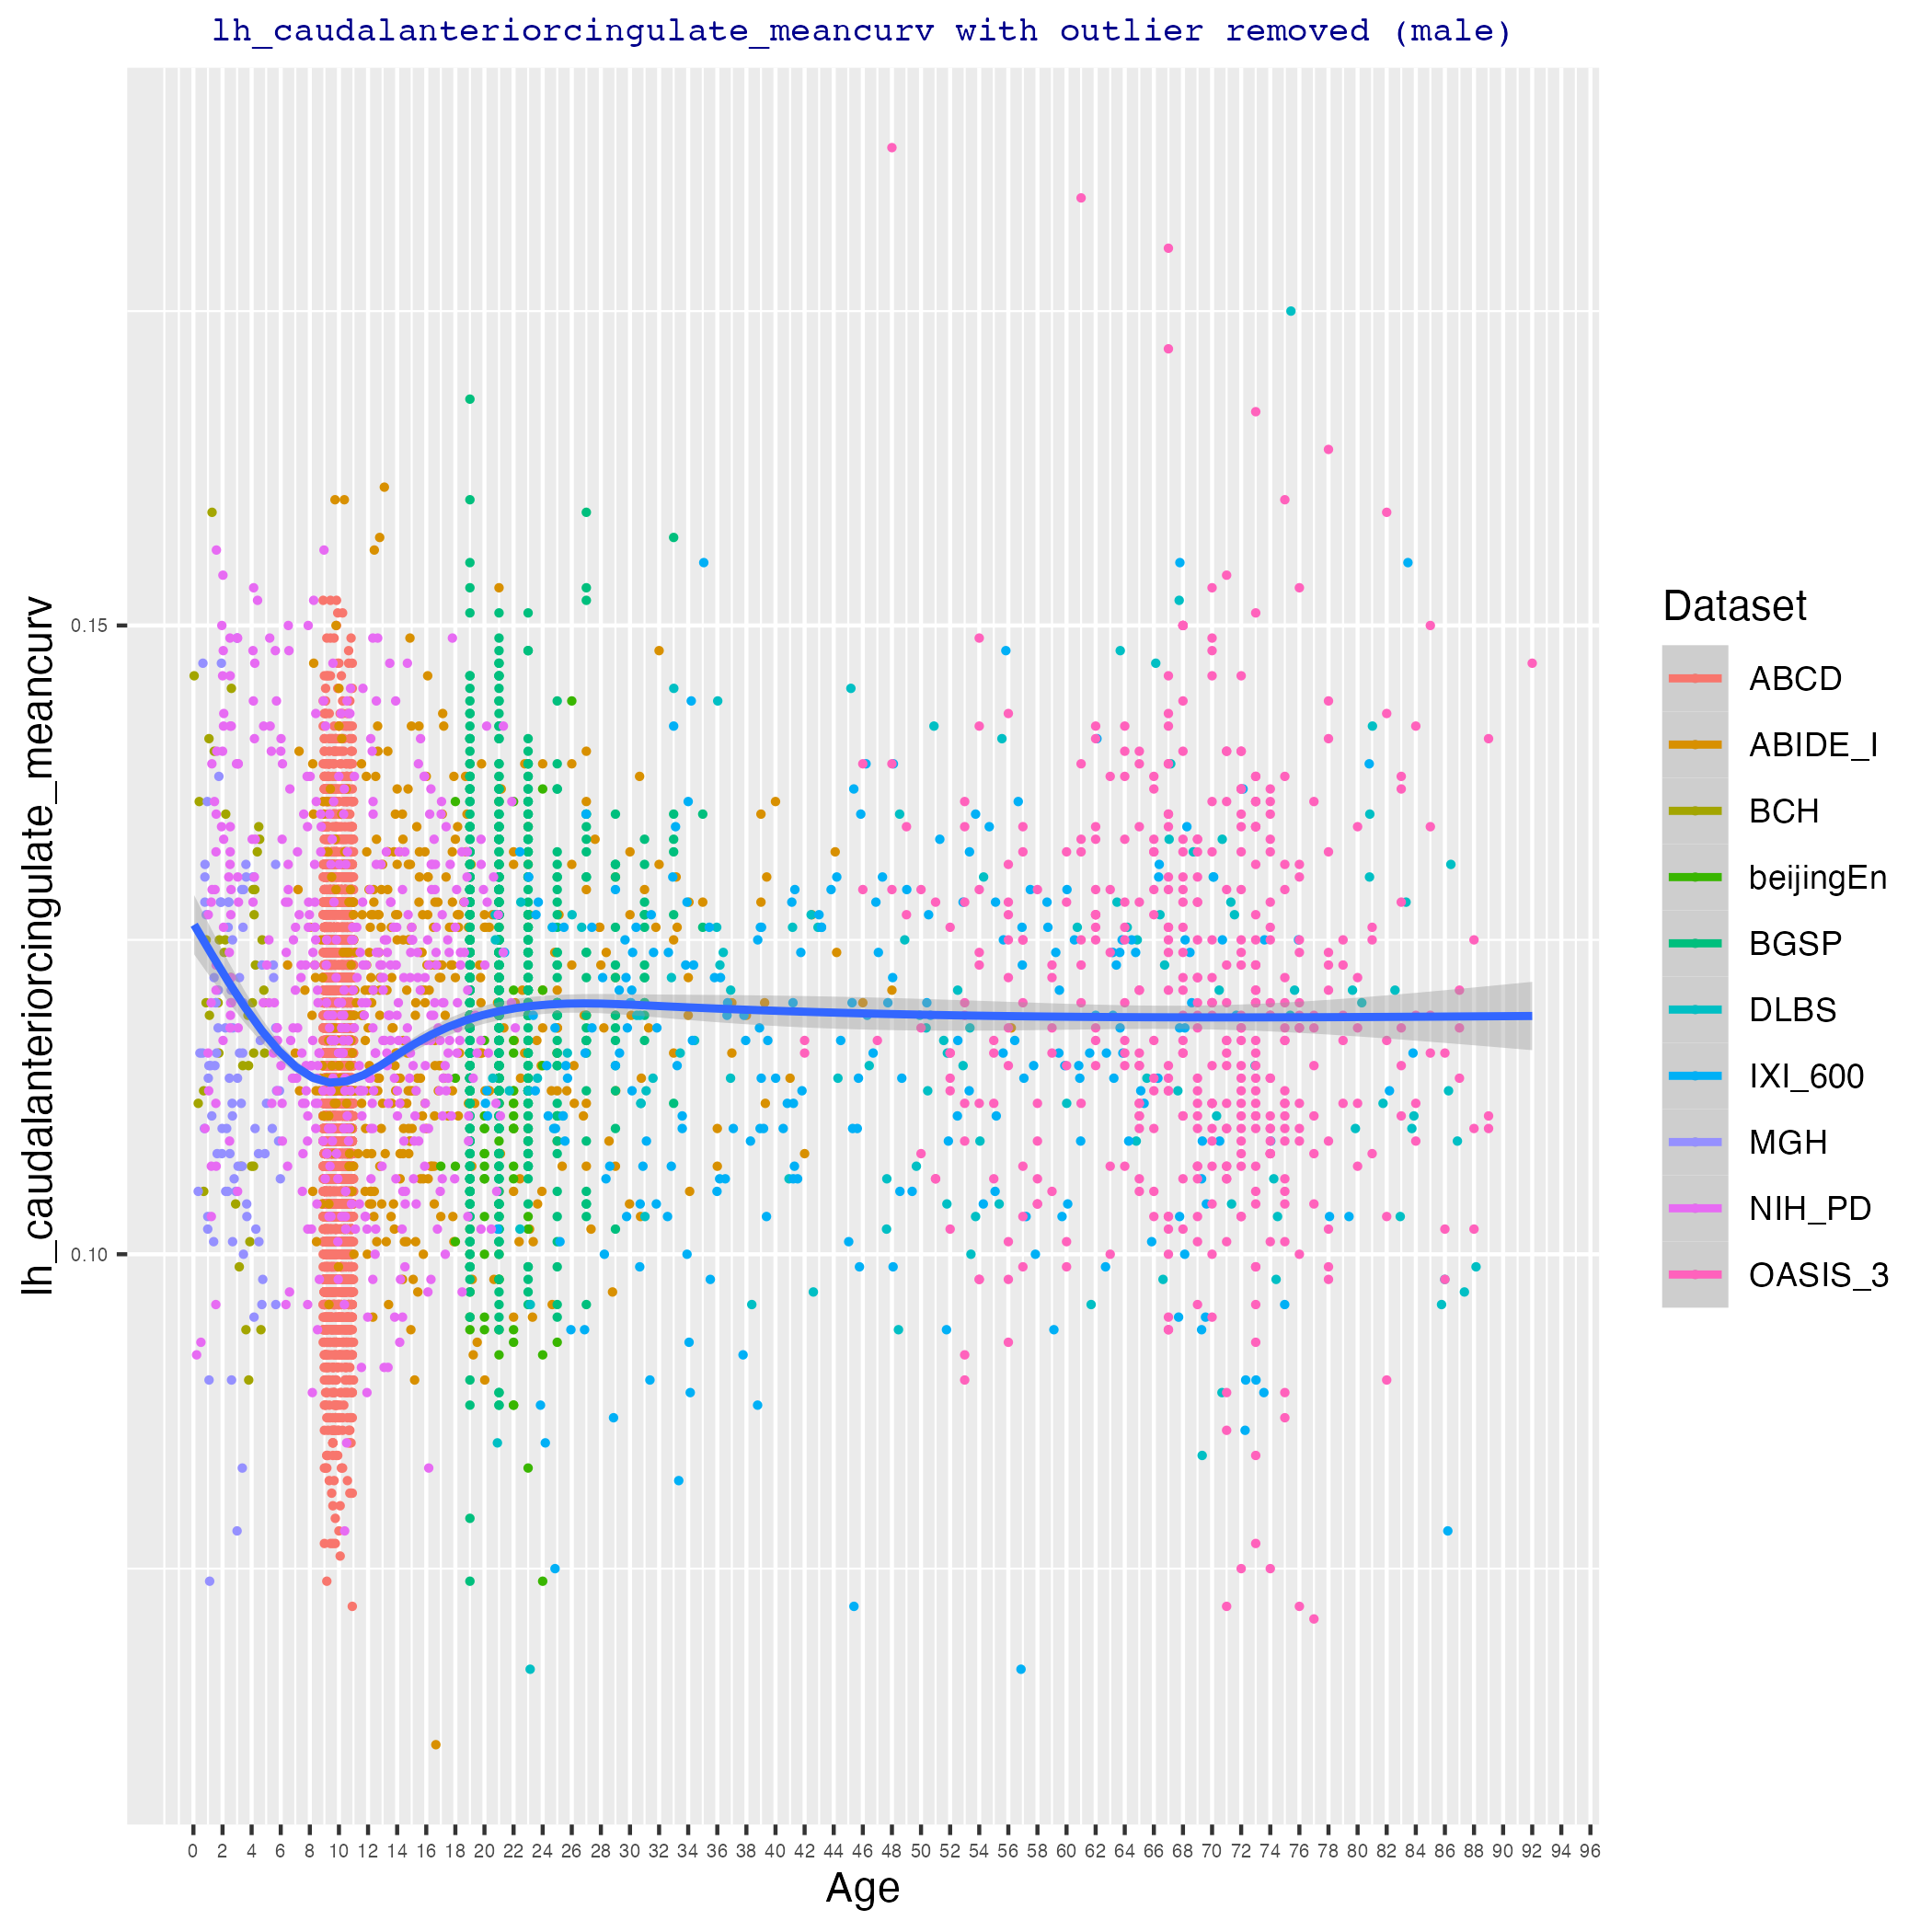 lh_caudalanteriorcingulate_meancurv with outlier removed (male)
lh_caudalanteriorcingulate_meancurv
0.15
0.10
0 2 4 6 8 10 12 14 16 18 20 22 24 26 28 30 32 34 36 38 40 42 44 46 48 50 52 54 56 58 60 62 64 66 68 70 72 74 76 78 80 82 84 86 88 90 92 94 96
Age
Dataset
ABCD
ABIDE_I
BCH
beijingEn
BGSP
DLBS
IXI_600
MGH
NIH_PD
OASIS_3